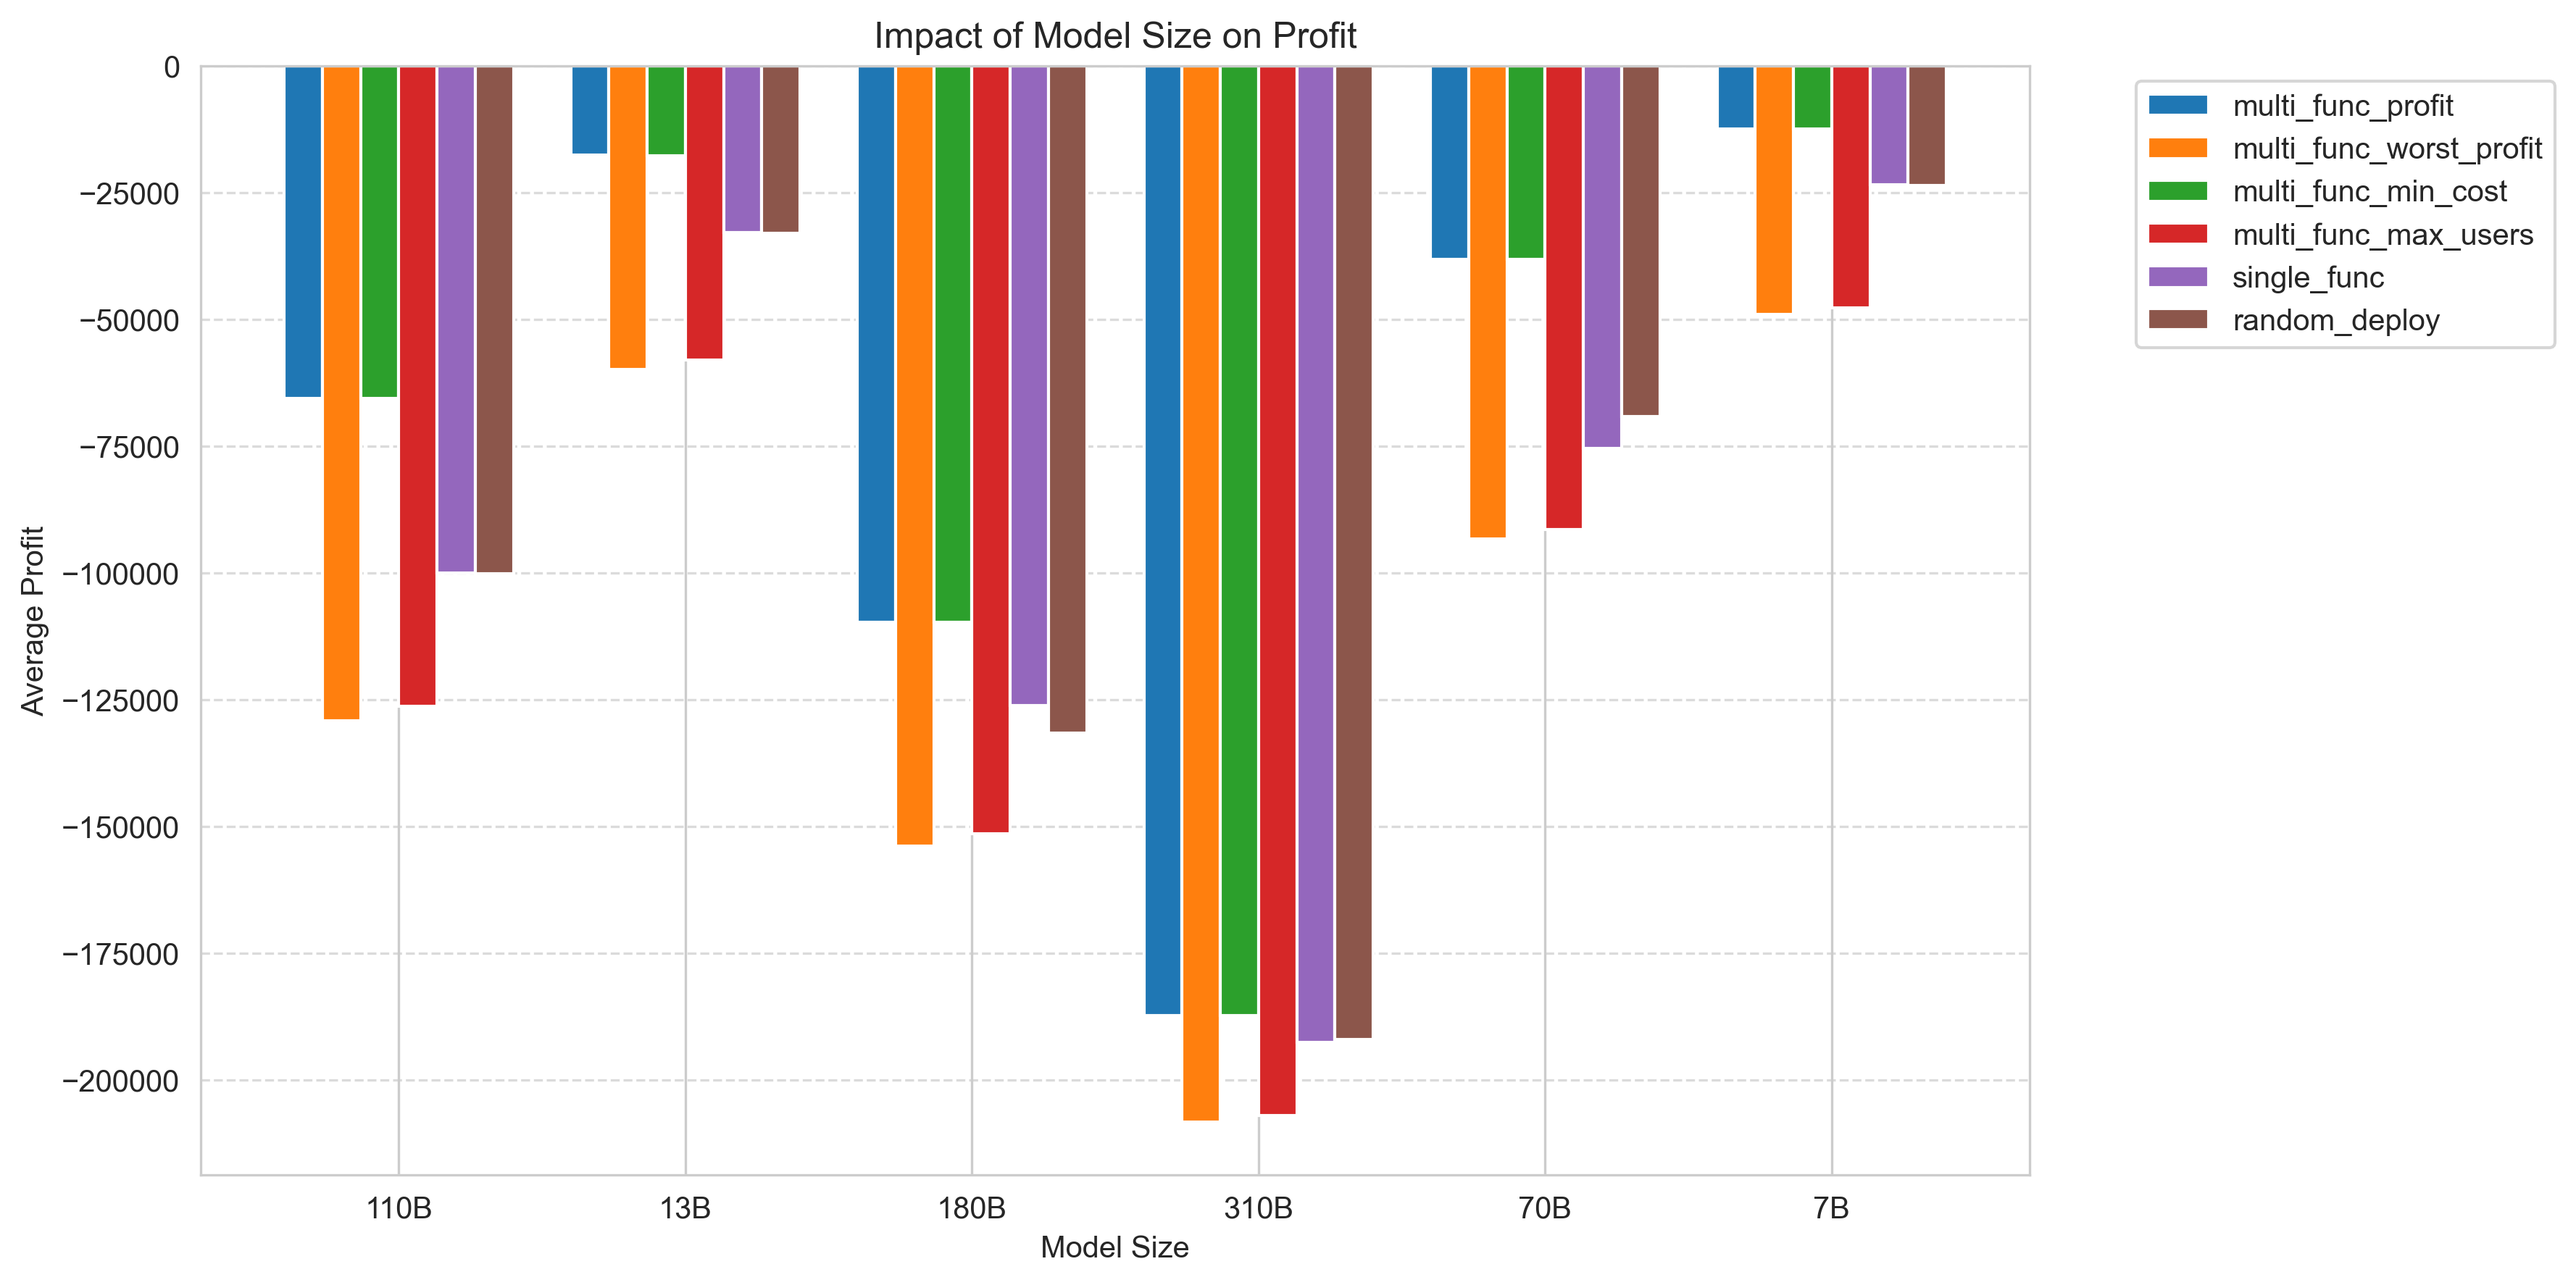 Impact of Model Size on Profit
0
−25000
−50000
−75000
−100000
−125000
−150000
−175000
−200000
Average Profit
110B
13B
180B
310B
70B
7B
Model Size
multi_func_profit
multi_func_worst_profit
multi_func_min_cost
multi_func_max_users
single_func
random_deploy